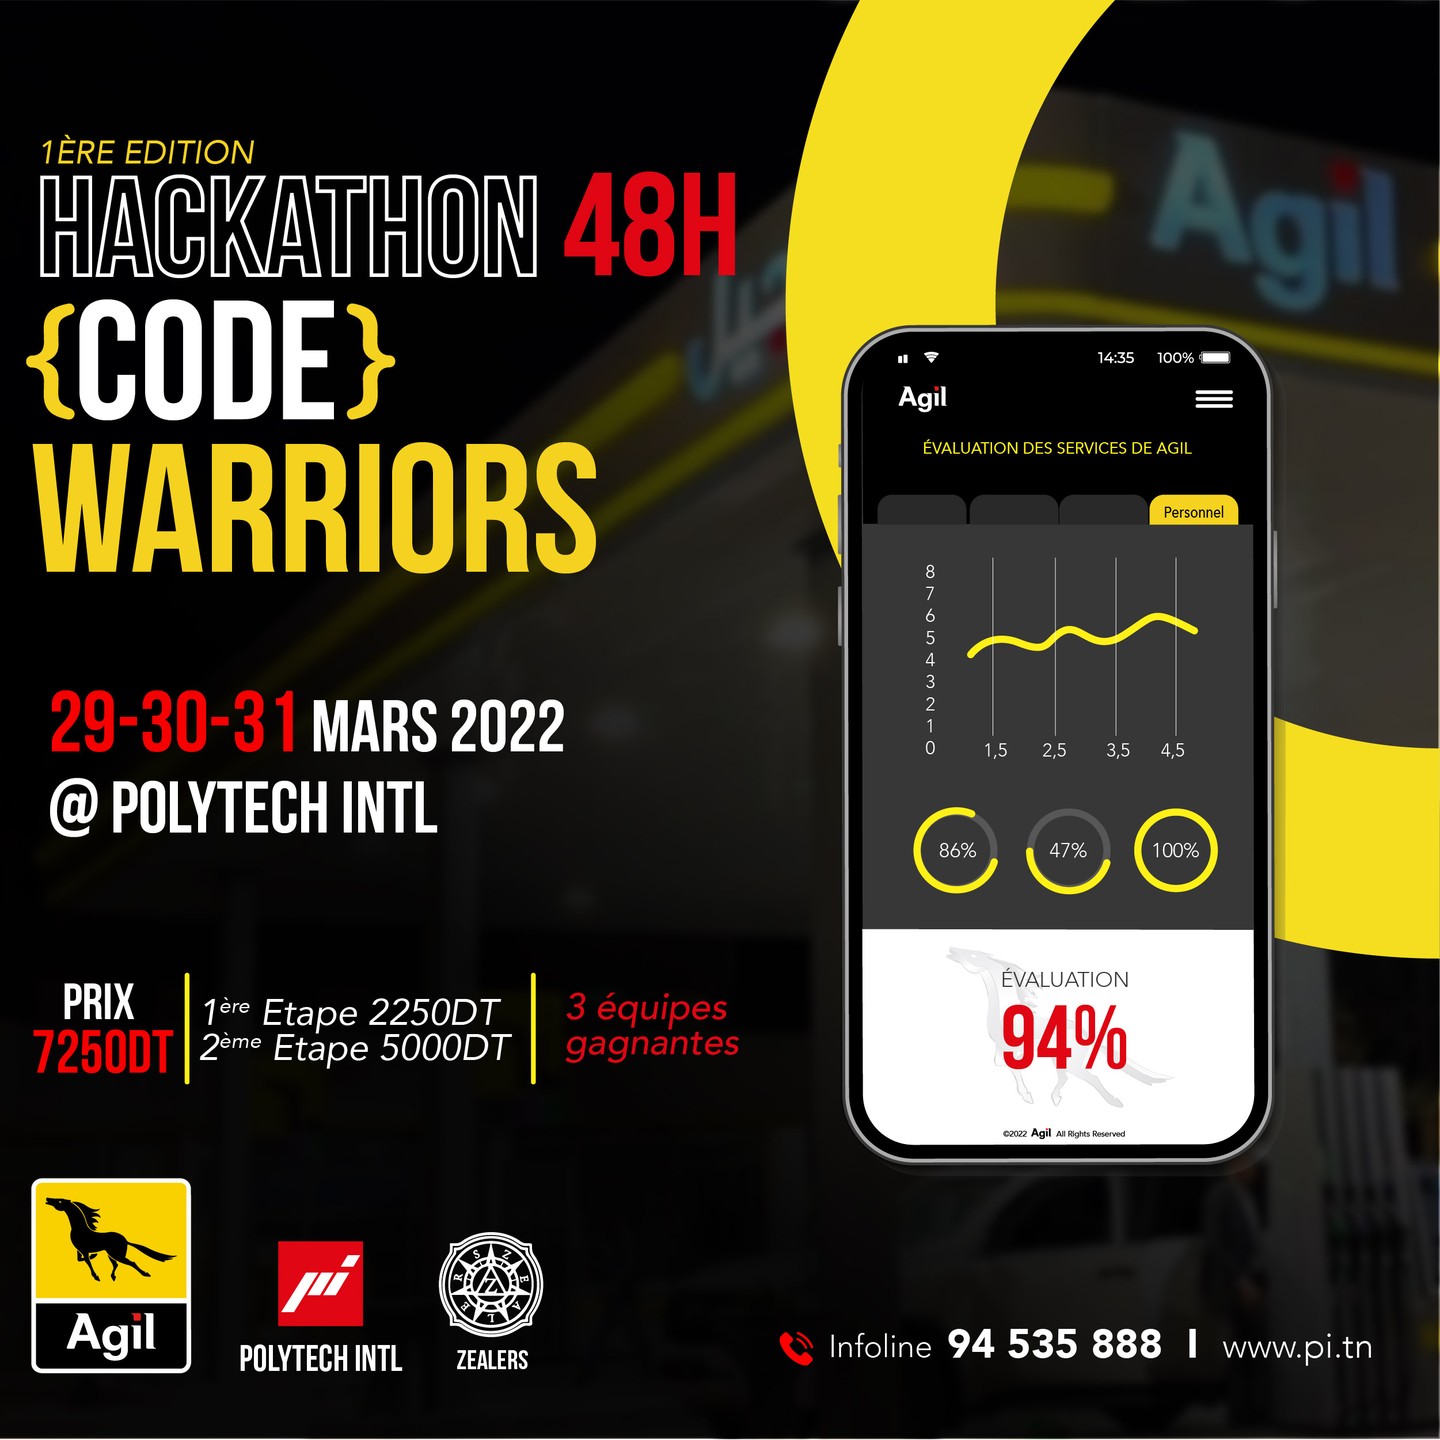 1ÈRE EDITION
HACKATHON 48H
{CODE}
WARRIORS
29-30-31 MARS 2022
@ POLYTECH INTL
PRIX
7250DT
1ère Etape 2250DT
2ème Etape 5000DT
3 équipes
gagnantes
Agil
14:35 100%
Agil
ÉVALUATION DES SERVICES DE AGIL
Personnel
8
7
6
5
4
3
2
1
0
1,5 2,5 3,5 4,5
86% 47% 100%
ÉVALUATION
94%
©2022 Agil All Rights Reserved
Agil
pi
POLYTECH INTL
ZEALERS
ZEALERS
Infoline 94 535 888 | www.pi.tn